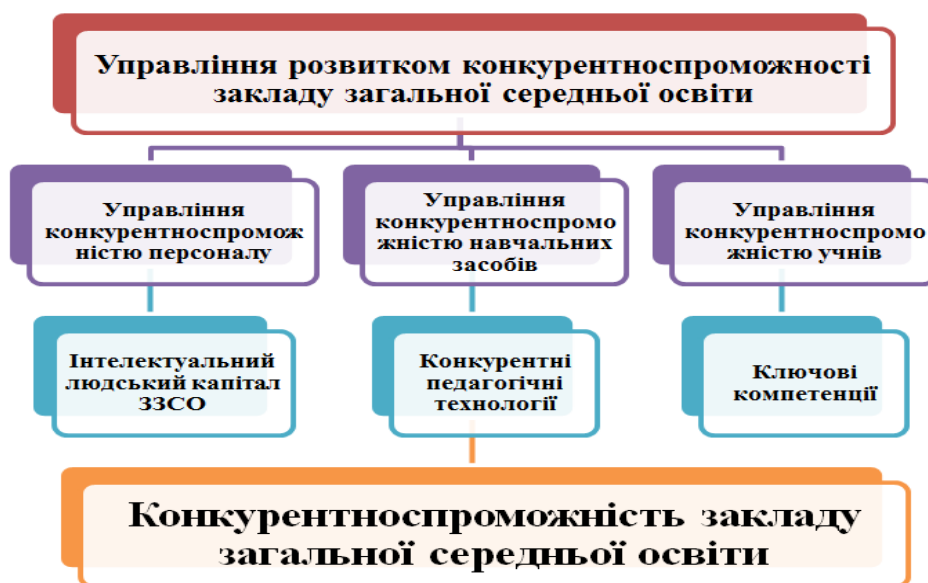 Управління розвитком конкурентноспроможності
закладу загальної середньої освіти
Управління
конкурентноспромож
ністю персоналу
Управління
конкурентноспромо
жністю навчальних
засобів
Управління
конкурентноспромо
жністю учнів
Інтелектуальний
людський капітал
ЗЗСО
Конкурентні
педагогічні
технології
Ключові
компетенції
Конкурентноспроможність закладу
загальної середньої освіти